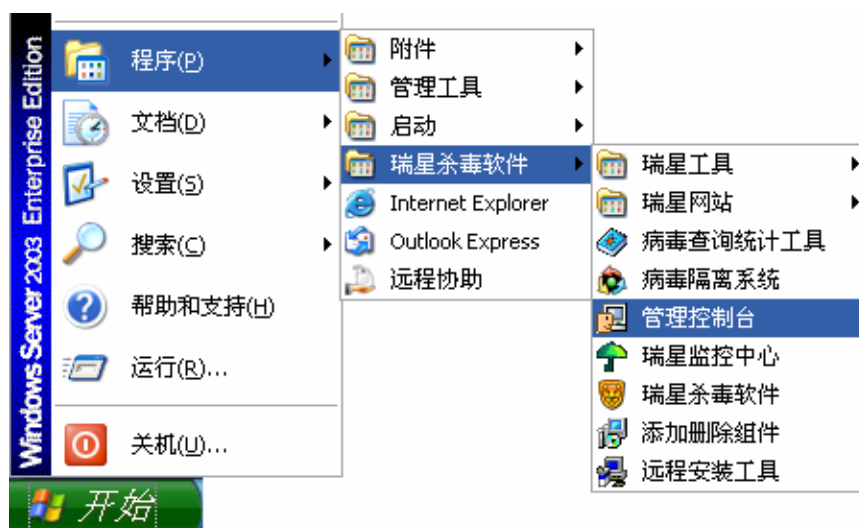 Windows Server 2003 Enterprise Edition
程序(P)
文档(D)
设置(S)
搜索(C)
帮助和支持(H)
运行(R)...
关机(U)...
开始
附件
管理工具
启动
瑞星杀毒软件
Internet Explorer
Outlook Express
远程协助
瑞星工具
瑞星网站
病毒查询统计工具
病毒隔离系统
管理控制台
瑞星监控中心
瑞星杀毒软件
添加删除组件
远程安装工具